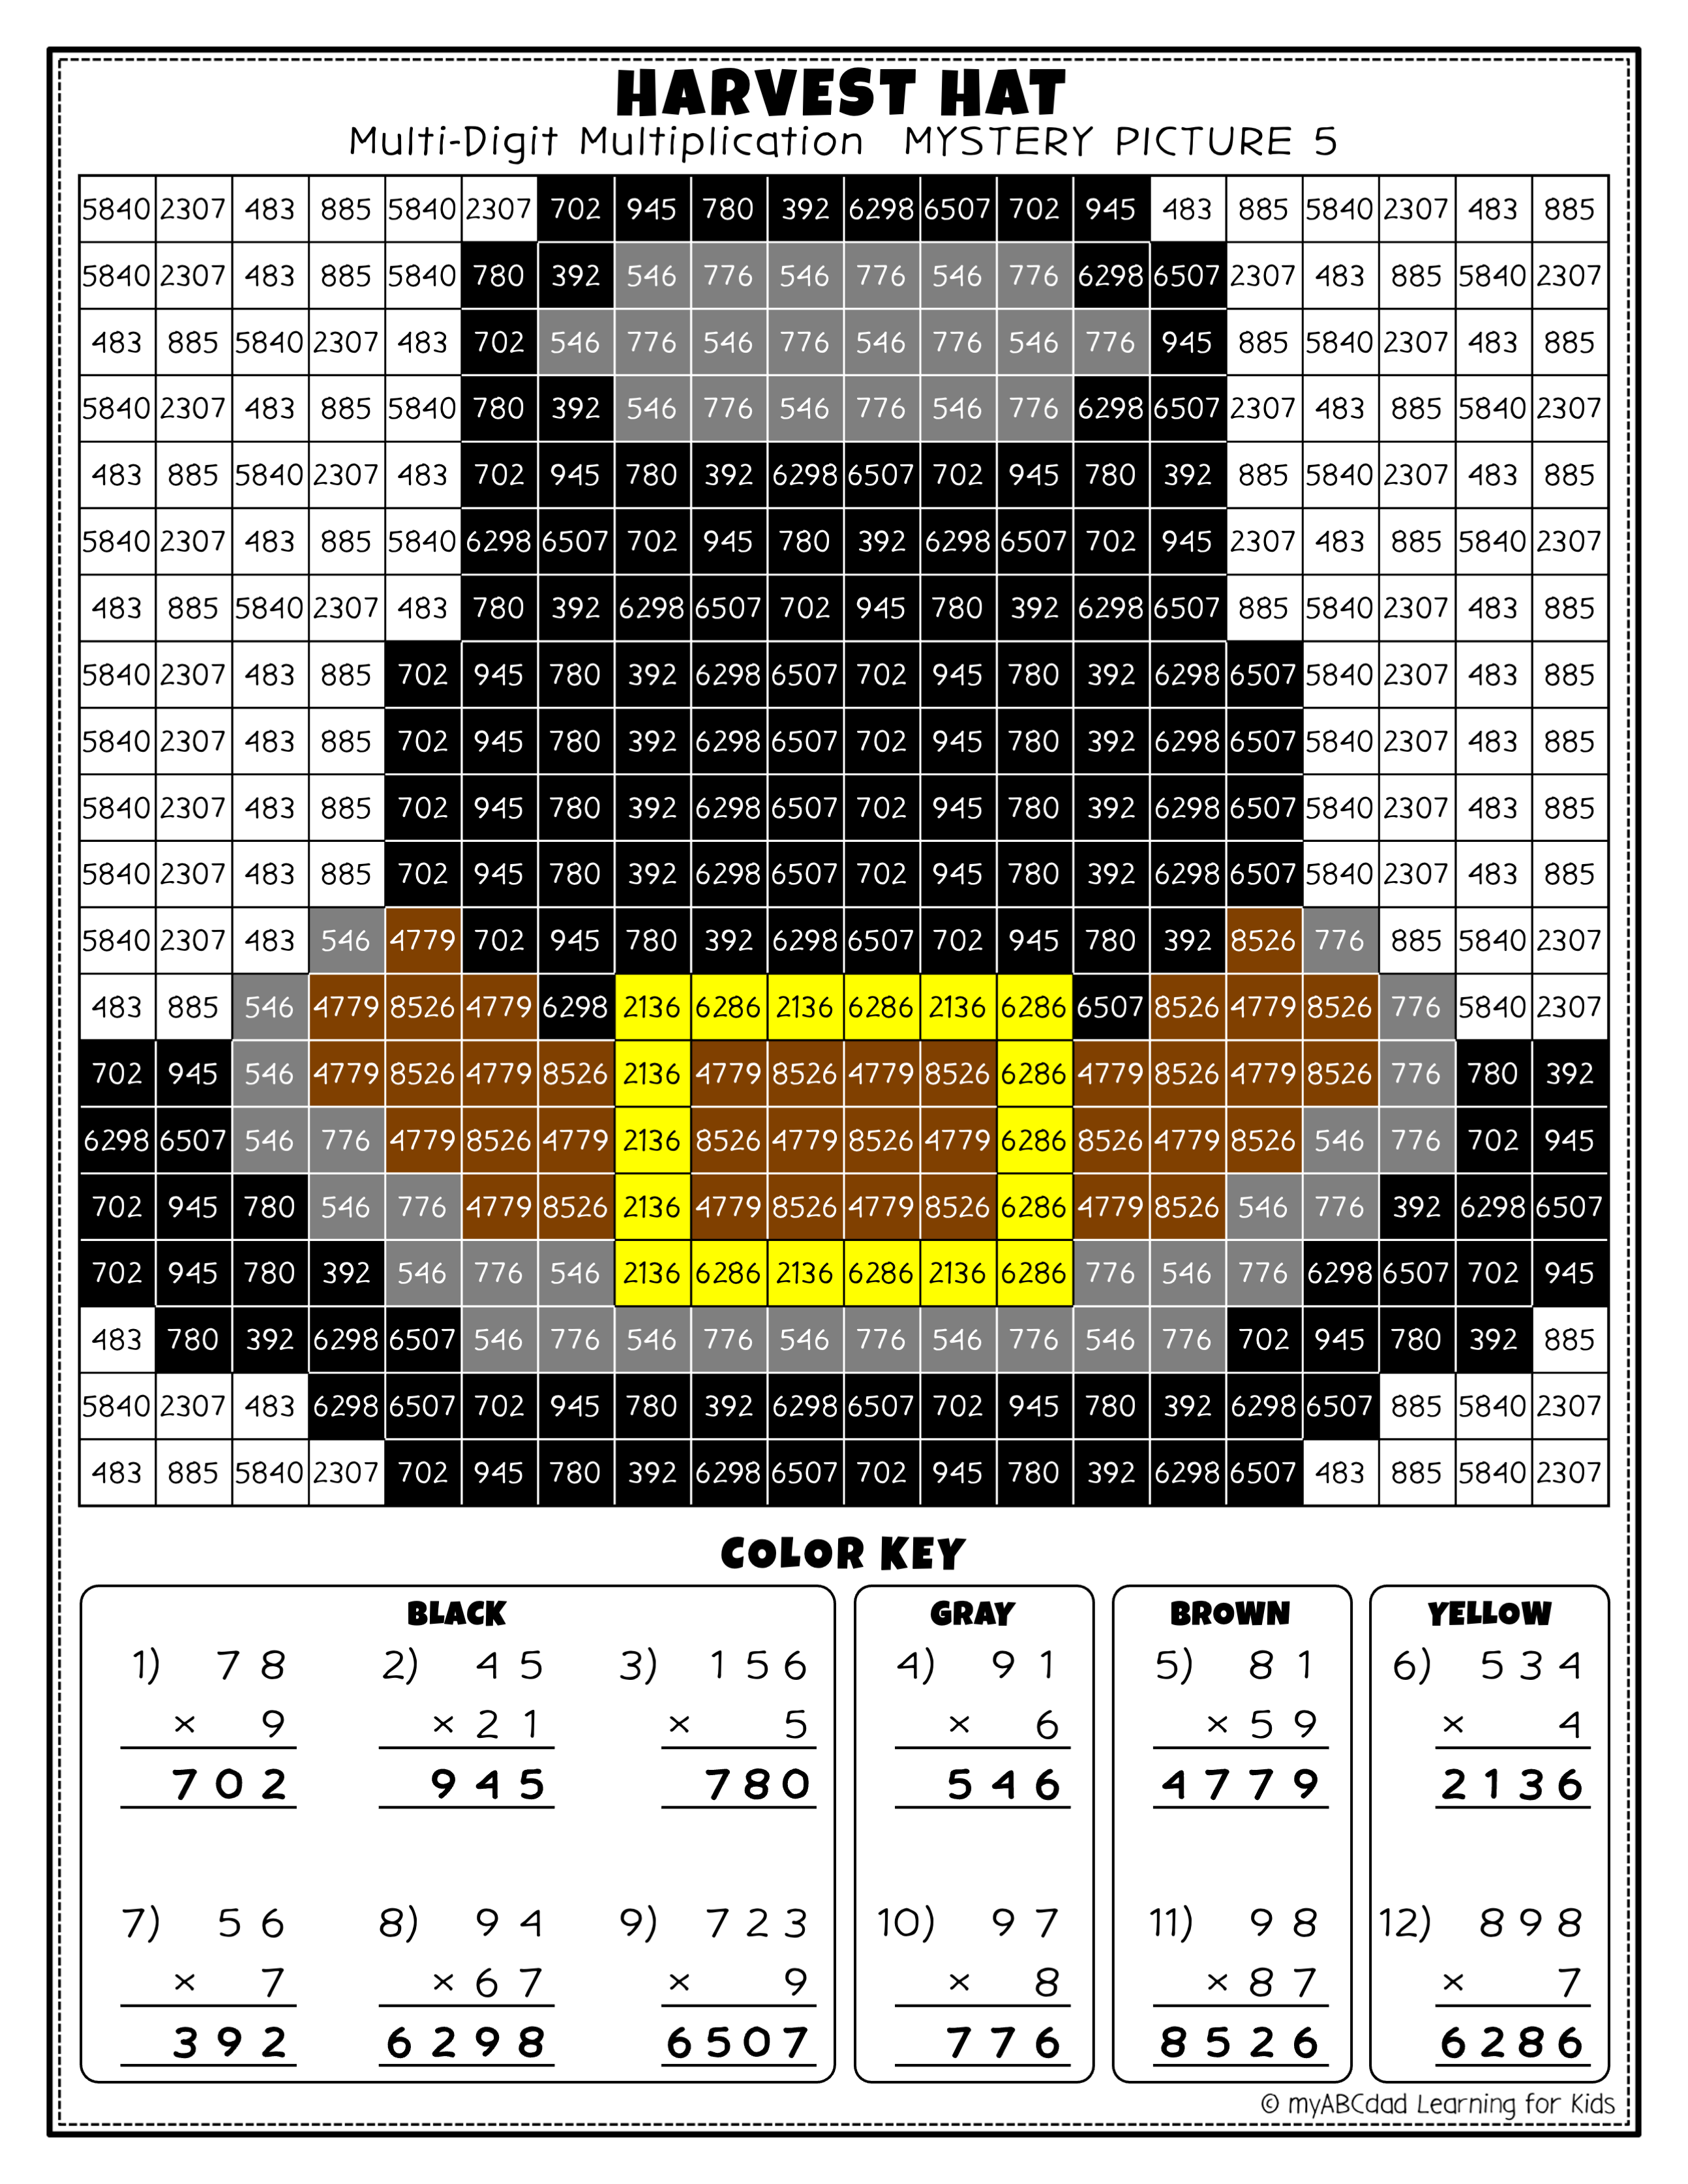 HARVEST HAT
Multi-Digit Multiplication MYSTERY PICTURE 5
5840 2307 483 885 5840 2307 702 945 780 392 6298 6507 702 945 483 885 5840 2307 483 885
5840 2307 483 885 5840 780 392 546 776 546 776 546 776 6298 6507 2307 483 885 5840 2307
483 885 5840 2307 483 702 546 776 546 776 546 776 546 776 945 885 5840 2307 483 885
5840 2307 483 885 5840 780 392 546 776 546 776 546 776 6298 6507 2307 483 885 5840 2307
483 885 5840 2307 483 702 945 780 392 6298 6507 702 945 780 392 885 5840 2307 483 885
5840 2307 483 885 5840 6298 6507 702 945 780 392 6298 6507 702 945 2307 483 885 5840 2307
483 885 5840 2307 483 780 392 6298 6507 702 945 780 392 6298 6507 885 5840 2307 483 885
5840 2307 483 885 702 945 780 392 6298 6507 702 945 780 392 6298 6507 5840 2307 483 885
5840 2307 483 885 702 945 780 392 6298 6507 702 945 780 392 6298 6507 5840 2307 483 885
5840 2307 483 885 702 945 780 392 6298 6507 702 945 780 392 6298 6507 5840 2307 483 885
5840 2307 483 885 702 945 780 392 6298 6507 702 945 780 392 6298 6507 5840 2307 483 885
5840 2307 483 546 4779 702 945 780 392 6298 6507 702 945 780 392 8526 776 885 5840 2307
483 885 546 4779 8526 4779 6298 2136 6286 2136 6286 2136 6286 6507 8526 4779 8526 776 5840 2307
702 945 546 4779 8526 4779 8526 2136 4779 8526 4779 8526 6286 4779 8526 4779 8526 776 780 392
6298 6507 546 776 4779 8526 4779 2136 8526 4779 8526 4779 6286 8526 4779 8526 546 776 702 945
702 945 780 546 776 4779 8526 2136 4779 8526 4779 8526 6286 4779 8526 546 776 392 6298 6507
702 945 780 392 546 776 546 2136 6286 2136 6286 2136 6286 776 546 776 6298 6507 702 945
483 780 392 6298 6507 546 776 546 776 546 776 546 776 546 776 702 945 780 392 885
5840 2307 483 6298 6507 702 945 780 392 6298 6507 702 945 780 392 6298 6507 885 5840 2307
483 885 5840 2307 702 945 780 392 6298 6507 702 945 780 392 6298 6507 483 885 5840 2307
COLOR KEY
BLACK GRAY BROWN YELLOW
1) 78 2) 45 3) 156 4) 91 5) 81 6) 534
× 9 × 21 × 5 × 6 × 59 × 4
702 945 780 546 4779 2136
7) 56 8) 94 9) 723 10) 97 11) 98 12) 898
× 7 × 67 × 9 × 8 × 87 × 7
392 6298 6507 776 8526 6286
© myABCdad Learning for Kids